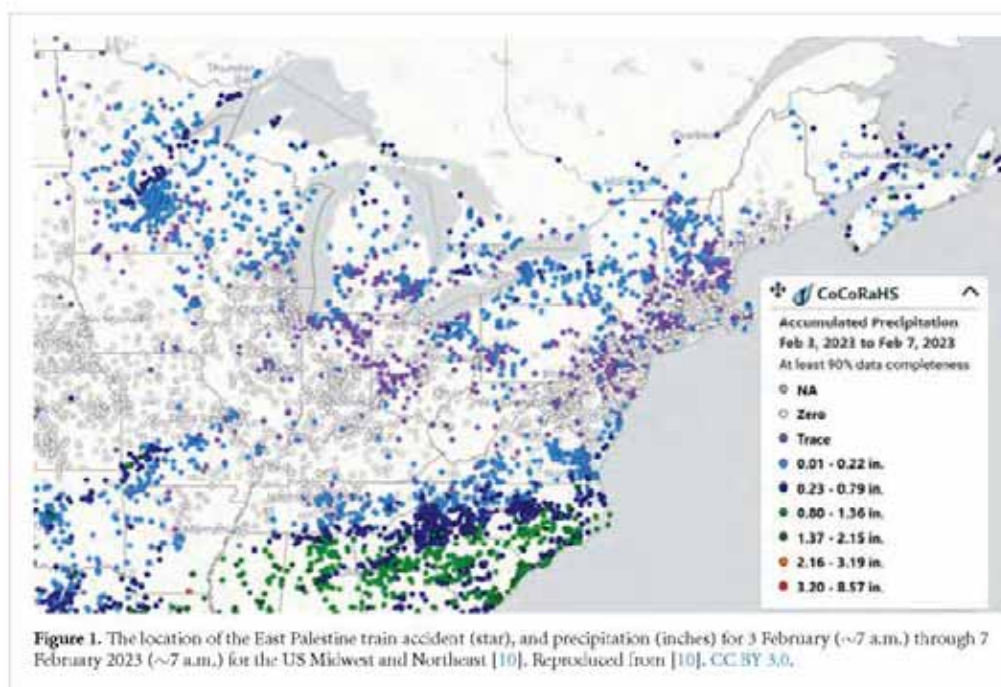 Thunder
Quebec
CoCoRaHS
Accumulated Precipitation
Feb 3, 2023 to Feb 7, 2023
At least 90% data completeness
NA
Zero
Trace
0.01 - 0.22 in.
0.23 - 0.79 in.
0.80 - 1.36 in.
1.37 - 2.15 in.
2.16 - 3.19 in.
3.20 - 8.57 in.
Figure 1. The location of the East Palestine train accident (star), and precipitation (inches) for 3 February (∼7 a.m.) through 7
February 2023 (∼7 a.m.) for the US Midwest and Northeast [10]. Reproduced from [10]. CC BY 3.0.